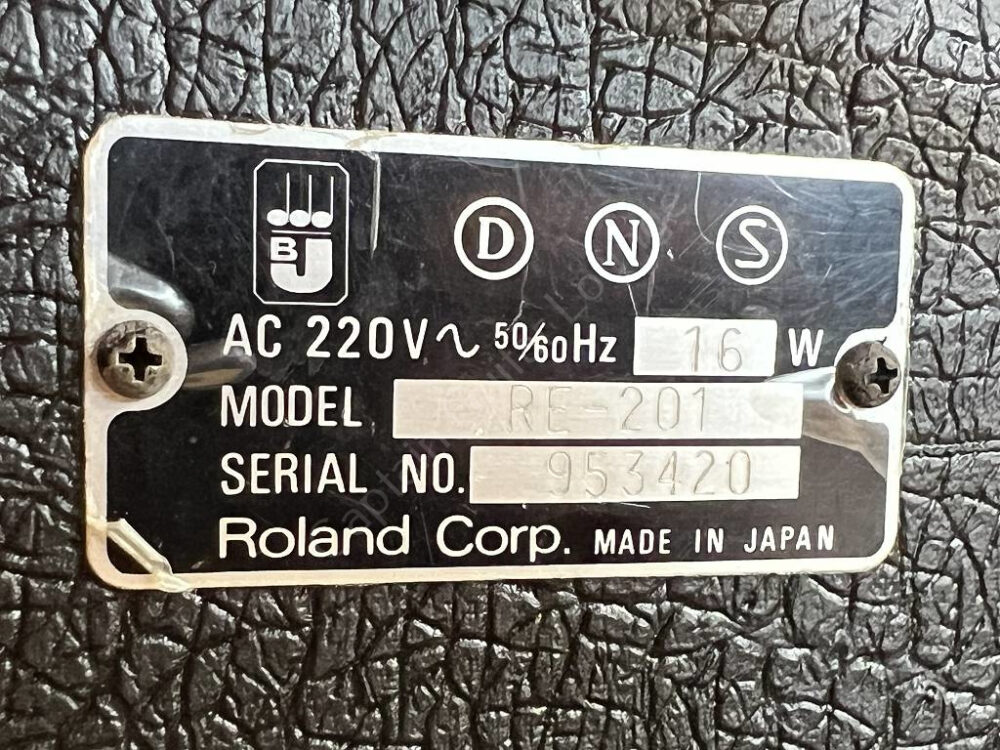 BJ
D N S
AC 220V~ 50/60Hz 16 W
MODEL RE-201
SERIAL NO. 953420
Roland Corp. MADE IN JAPAN